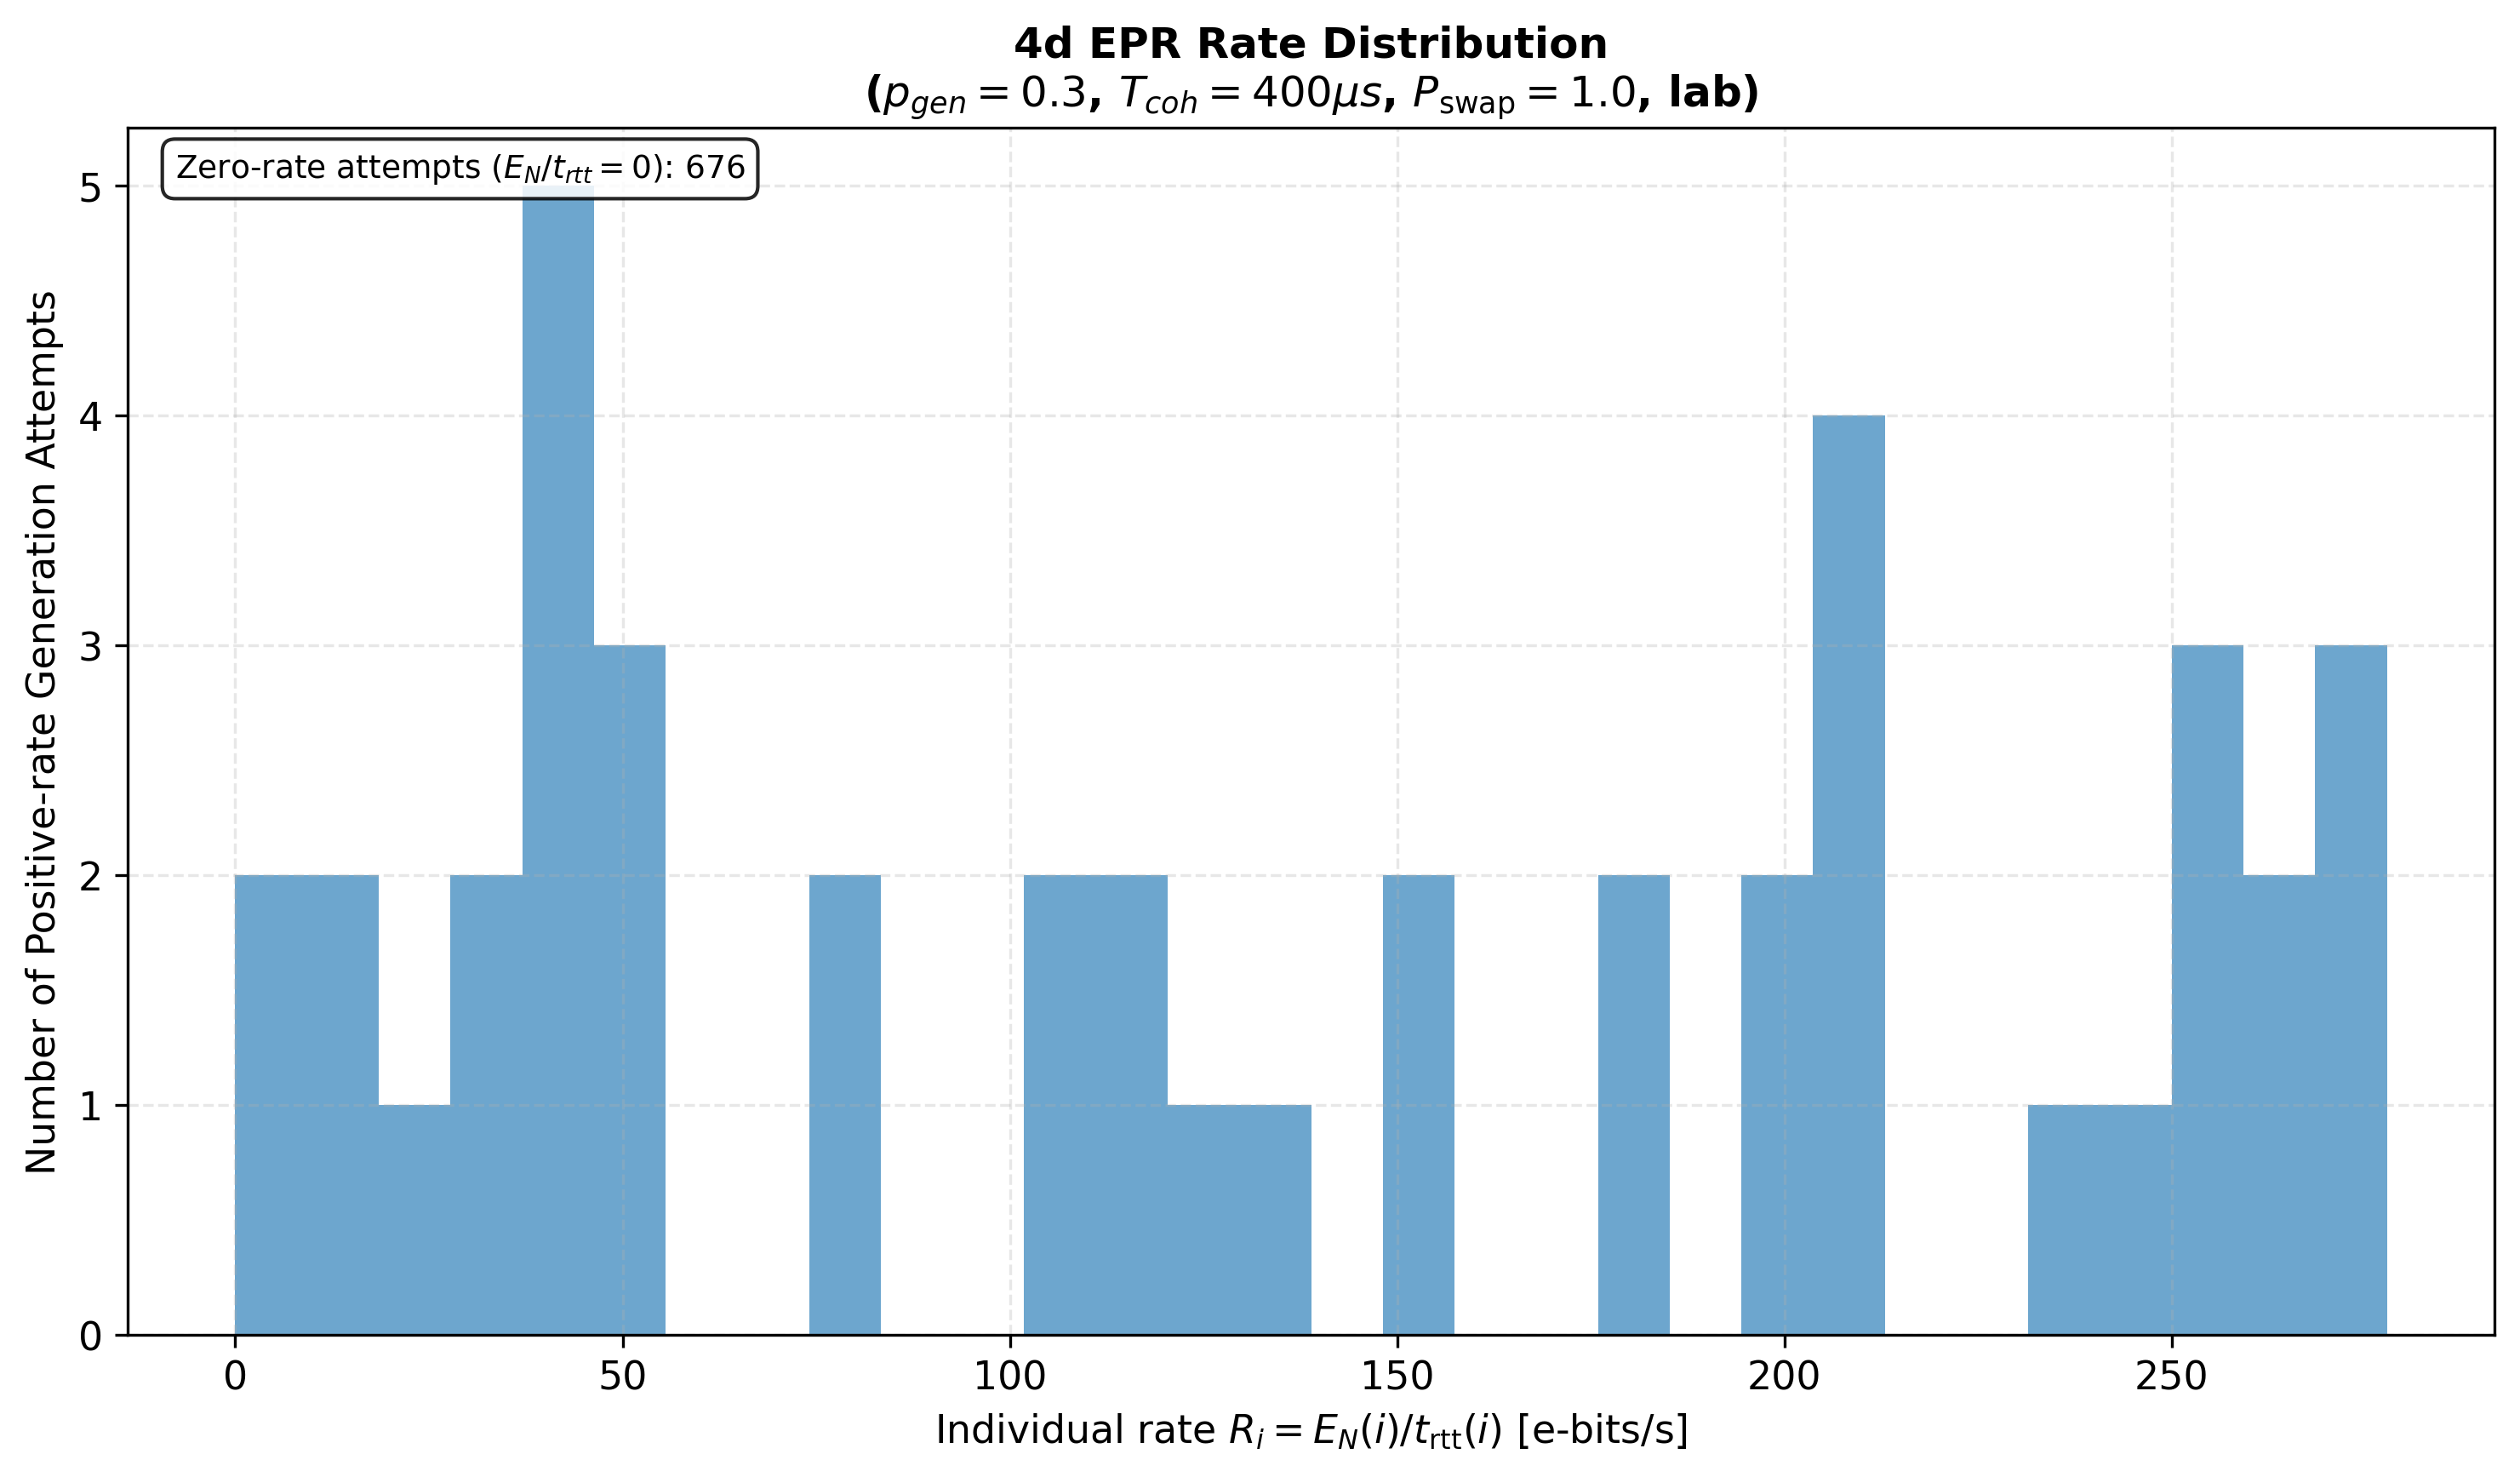 4d EPR Rate Distribution
(p_gen = 0.3, T_coh = 400μs, P_swap = 1.0, lab)
Zero-rate attempts (E_N/t_rtt = 0): 676
Number of Positive-rate Generation Attempts
5
4
3
2
1
0
0 50 100 150 200 250
Individual rate R_i = E_N(i)/t_rtt(i) [e-bits/s]